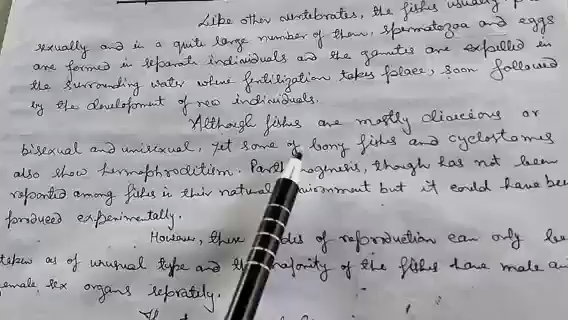 Like other vertebrates, the fishes usually
sexually and in a quite large number of them, spermatozoa and eggs
are formed in separate individuals and the gametes are expelled in
the surrounding water where fertilization takes place, soon followed
by the development of new individuals.
Although fishes are mostly dioecious or
bisexual and unisexual, yet some of bony fishes and cyclostomes
also show hermaphroditism. Parthenogenesis, though has not been
reported among fishes in their natural environment but it could have been
produced experimentally.
However, these of reproduction can only be
taken as of unusual type and the majority of the fishes have male and
female sex organs seprately.